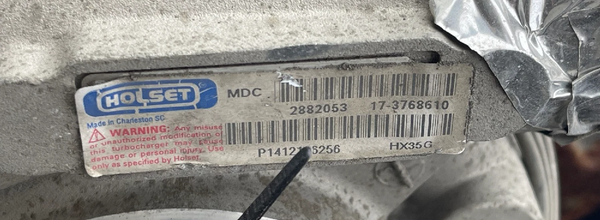 HOLSET
Made in Charleston SC
WARNING: Any misuse
or unauthorized modification of
this turbocharger may cause
damage or personal injury. Use
only as specified by Holset.
MDC
2882053 17-3768610
HX35G